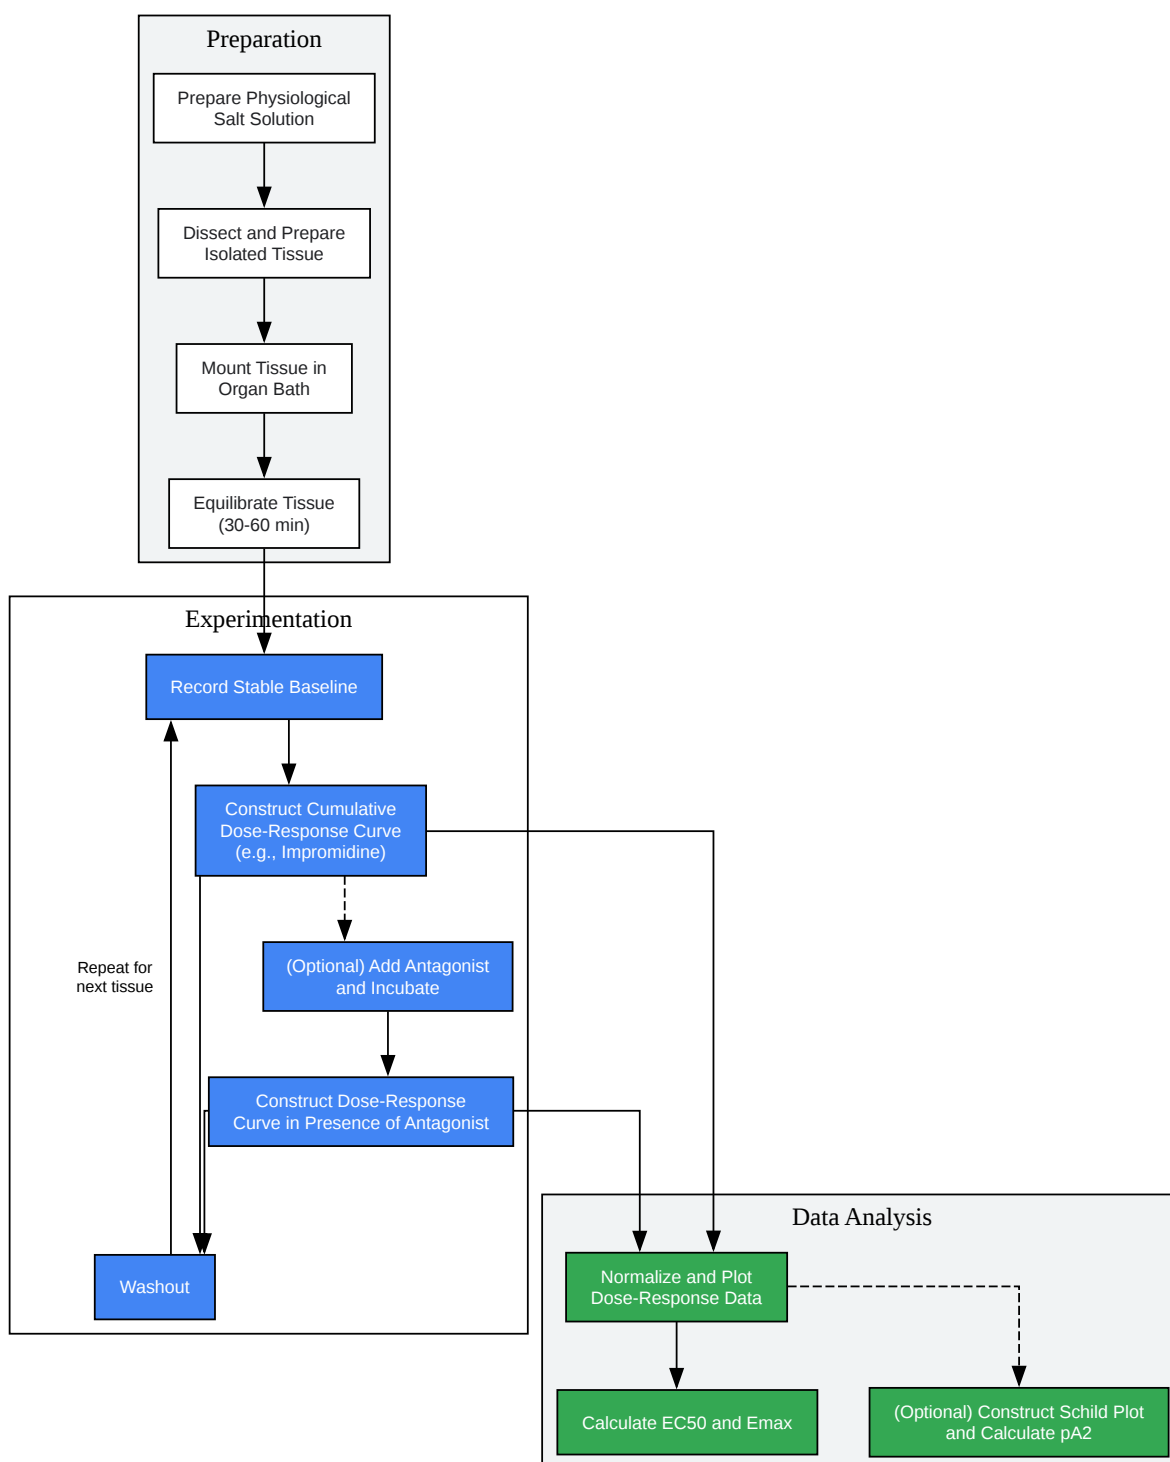 Preparation
Prepare Physiological
Salt Solution
Dissect and Prepare
Isolated Tissue
Mount Tissue in
Organ Bath
Equilibrate Tissue
(30-60 min)
Experimentation
Record Stable Baseline
Construct Cumulative
Dose-Response Curve
(e.g., Impromidine)
(Optional) Add Antagonist
and Incubate
Repeat for
next tissue
Construct Dose-Response
Curve in Presence of Antagonist
Washout
Data Analysis
Normalize and Plot
Dose-Response Data
Calculate EC50 and Emax
(Optional) Construct Schild Plot
and Calculate pA2